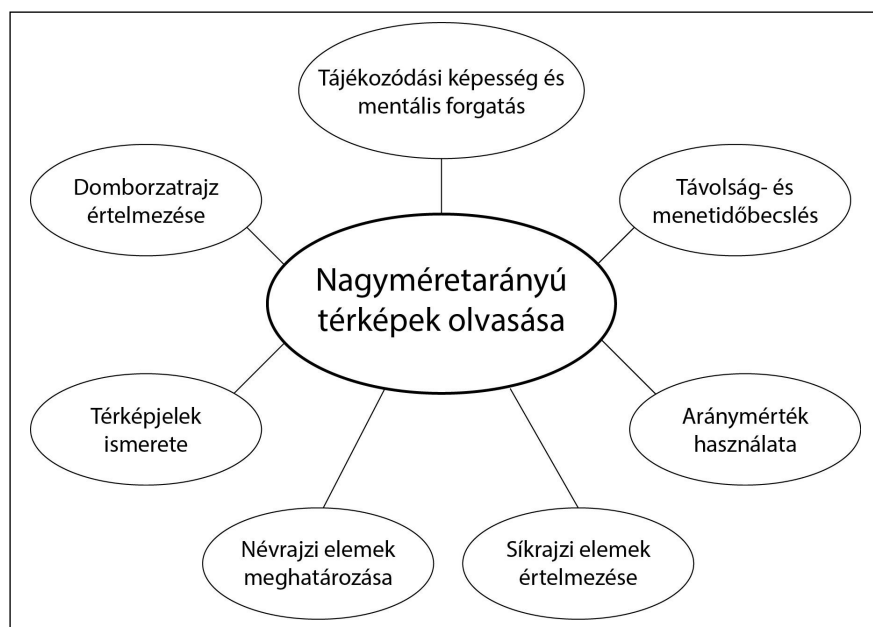 Tájékozódási képesség és
mentális forgatás
Domborzatrajz
értelmezése
Távolság- és
menetidőbecslés
Nagyméretarányú
térképek olvasása
Térképjelek
ismerete
Aránymérték
használata
Névrajzi elemek
meghatározása
Síkrajzi elemek
értelmezése